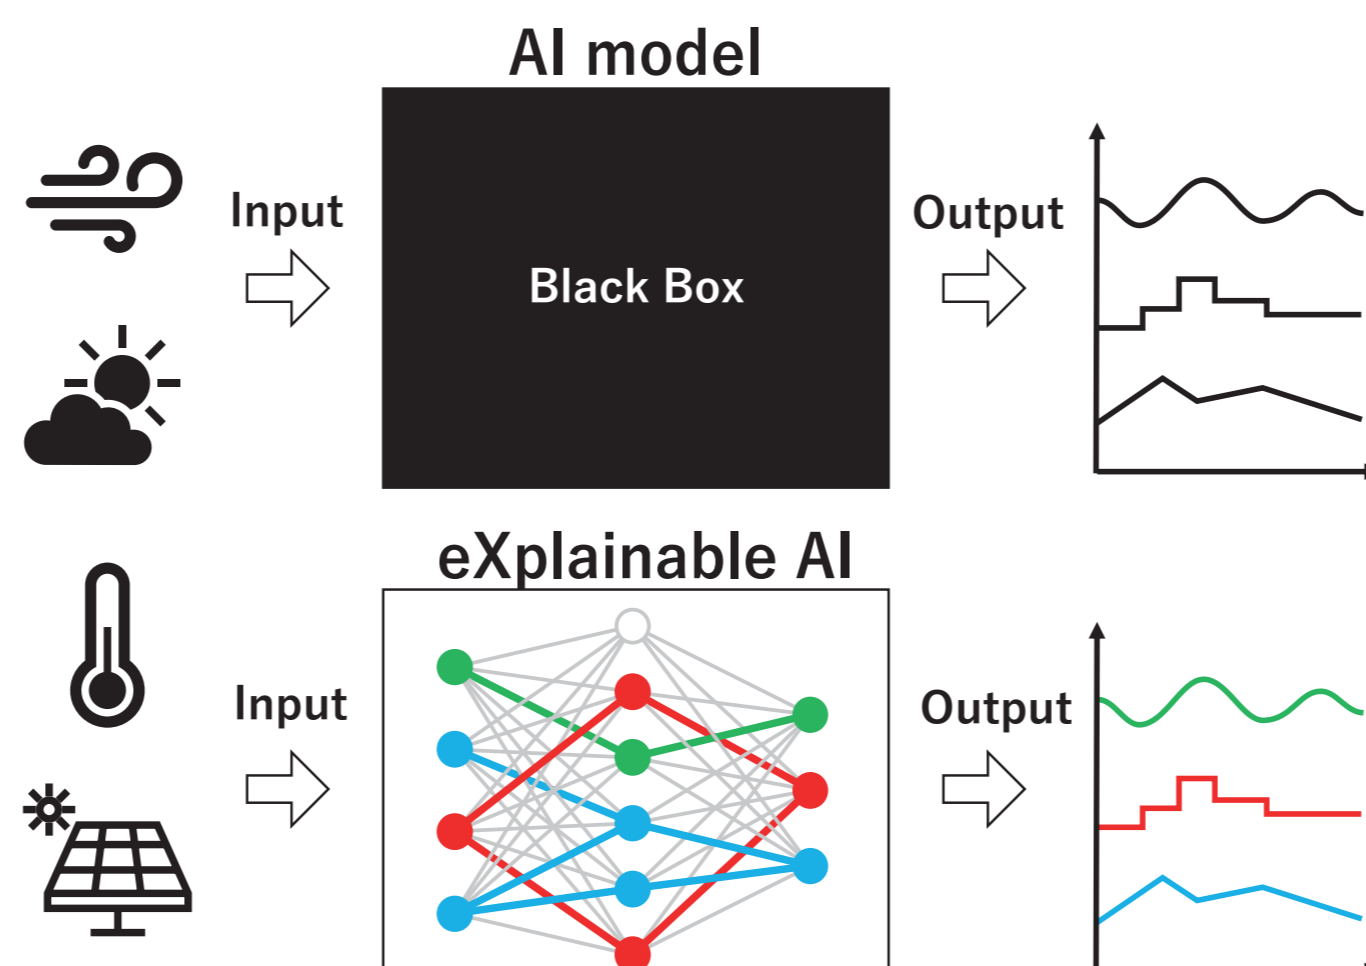 AI model
Input
Output
Black Box
eXplainable AI
Input
Output